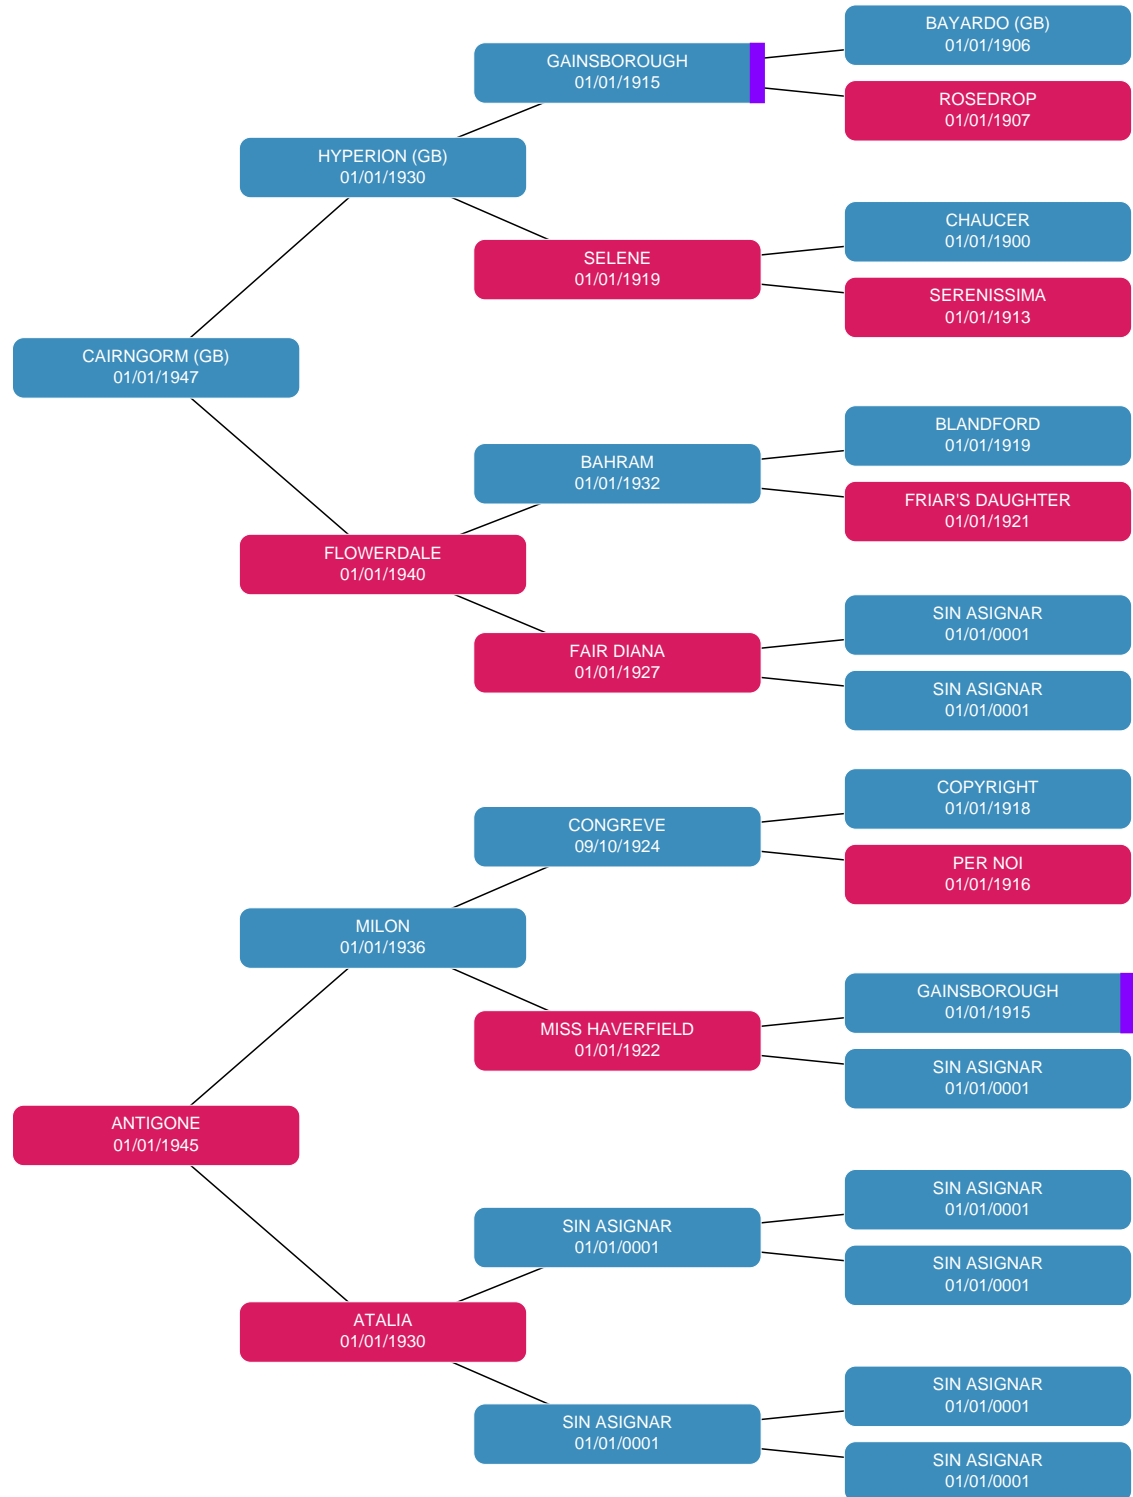 BAYARDO (GB)
01/01/1906
GAINSBOROUGH
01/01/1915
ROSEDROP
01/01/1907
HYPERION (GB)
01/01/1930
CHAUCER
01/01/1900
SELENE
01/01/1919
SERENISSIMA
01/01/1913
CAIRNGORM (GB)
01/01/1947
BLANDFORD
01/01/1919
BAHRAM
01/01/1932
FRIAR'S DAUGHTER
01/01/1921
FLOWERDALE
01/01/1940
SIN ASIGNAR
01/01/0001
FAIR DIANA
01/01/1927
SIN ASIGNAR
01/01/0001
COPYRIGHT
01/01/1918
CONGREVE
09/10/1924
PER NOI
01/01/1916
MILON
01/01/1936
GAINSBOROUGH
01/01/1915
MISS HAVERFIELD
01/01/1922
SIN ASIGNAR
01/01/0001
ANTIGONE
01/01/1945
SIN ASIGNAR
01/01/0001
SIN ASIGNAR
01/01/0001
SIN ASIGNAR
01/01/0001
ATALIA
01/01/1930
SIN ASIGNAR
01/01/0001
SIN ASIGNAR
01/01/0001
SIN ASIGNAR
01/01/0001